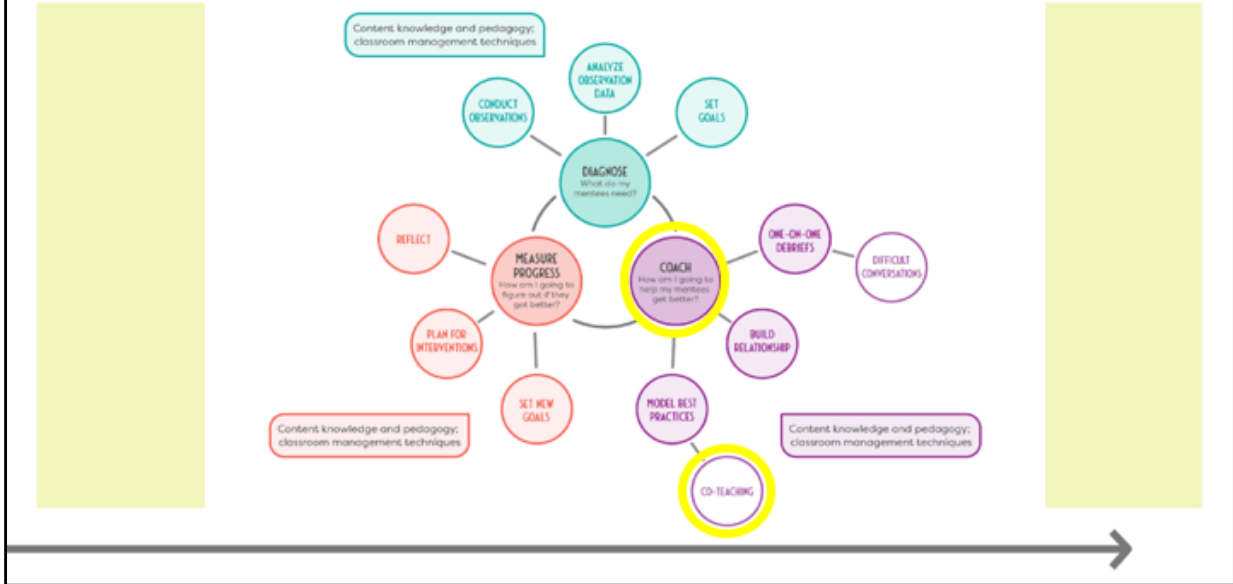 Content knowledge and pedagogy;
classroom management techniques
ANALYZE
OBSERVATION
DATA
CONDUCT
OBSERVATIONS
SET
GOALS
DIAGNOSE
What do my
mentees need?
REFLECT
MEASURE
PROGRESS
How am I going to
figure out if they
got better?
COACH
How am I going to
help my mentees
get better?
ONE-ON-ONE
DEBRIEFS
DIFFICULT
CONVERSATIONS
PLAN FOR
INTERVENTIONS
BUILD
RELATIONSHIP
SET NEW
GOALS
MODEL BEST
PRACTICES
Content knowledge and pedagogy;
classroom management techniques
Content knowledge and pedagogy;
classroom management techniques
CO-TEACHING